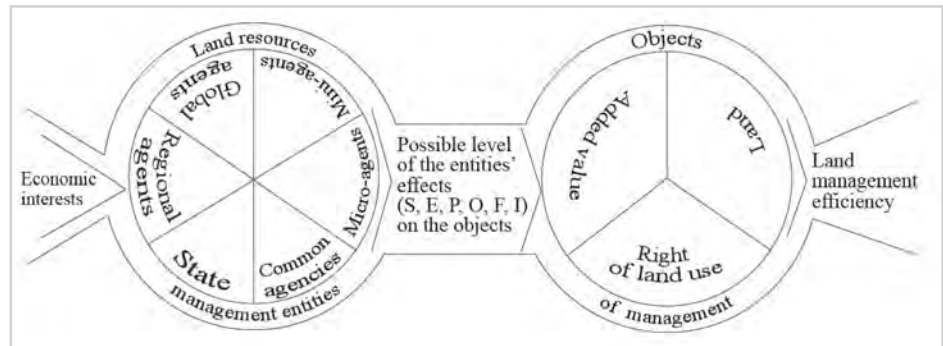 Economic
interests
Land resources
management entities
Global
agents
Mini-agents
Micro-agents
Common
agencies
State
Regional
agents
Possible level
of the entities’
effects
(S, E, P, O, F, I)
on the objects
Objects
of management
Added value
Land
Right
of land use
Land
management
efficiency